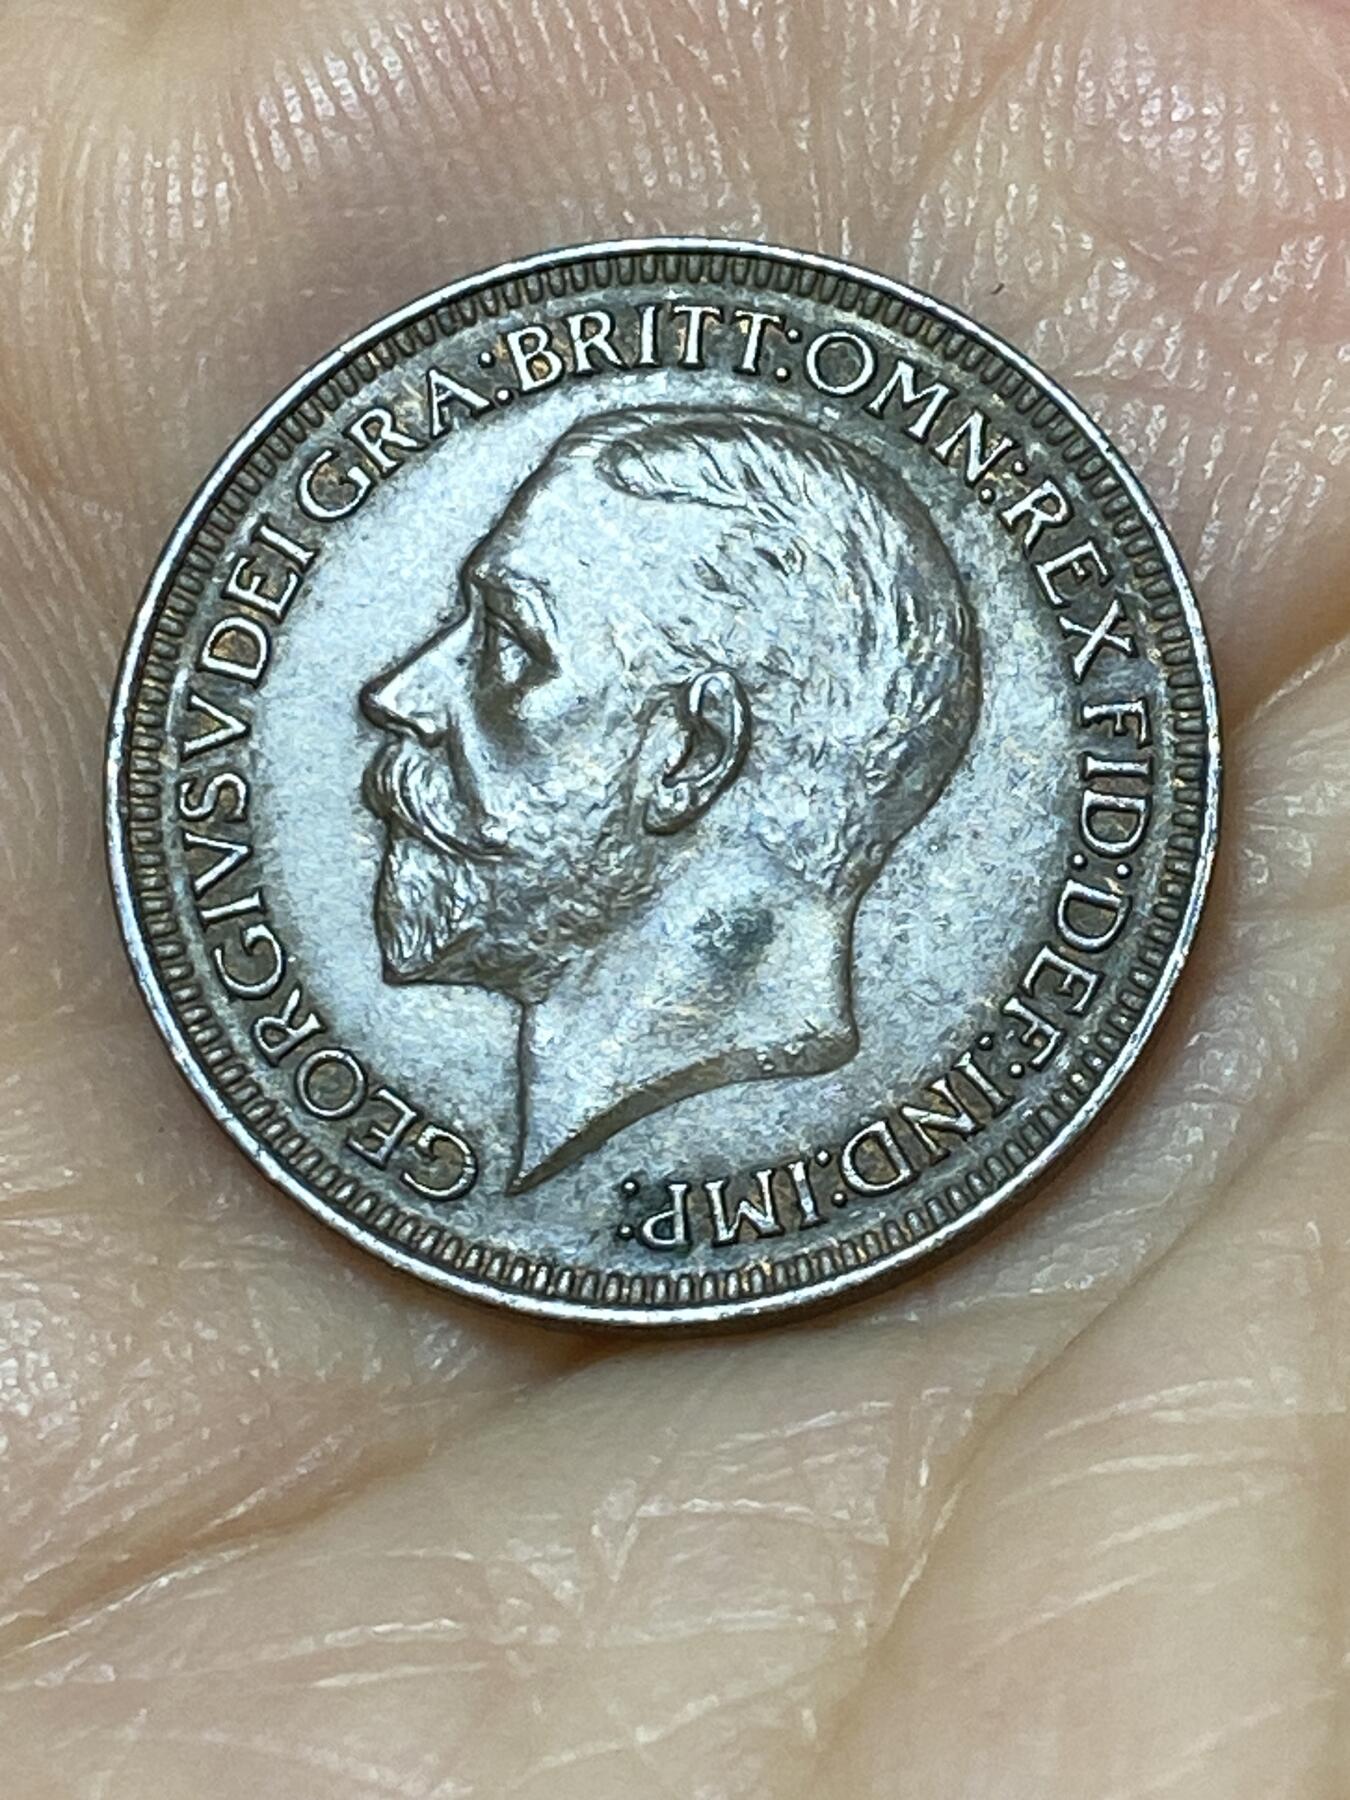 GEORGIVS V DEI GRA:BRITT:OMN:REX FID:DEF:IND:IMP: